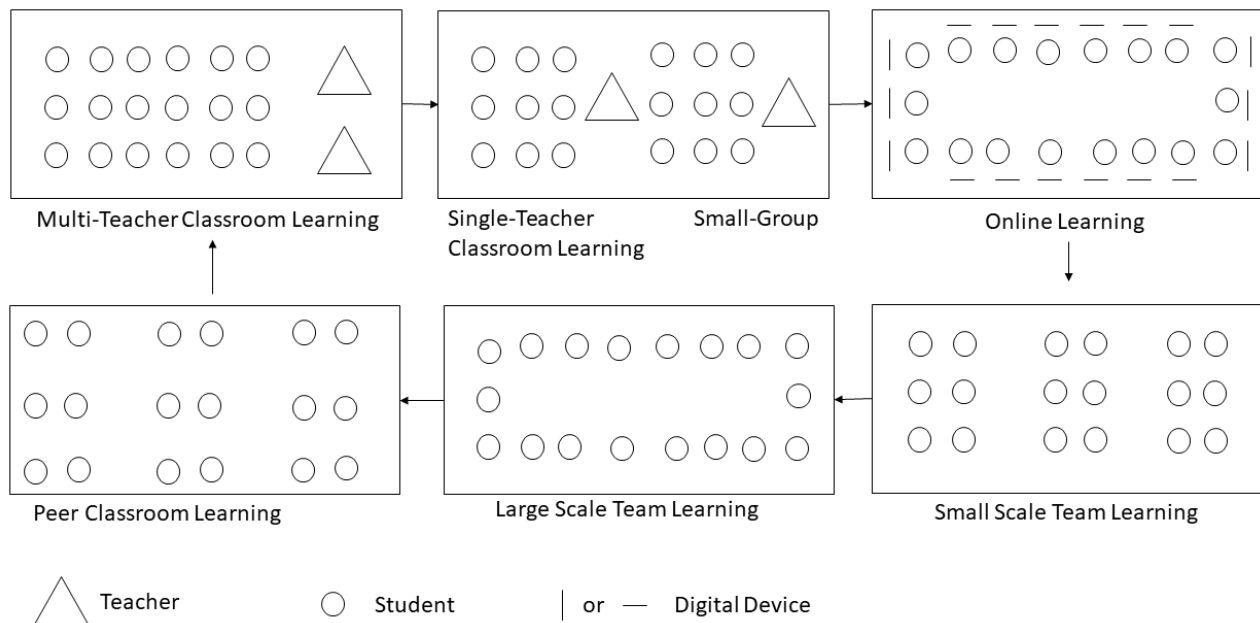 Multi-Teacher Classroom Learning
Single-Teacher
Classroom Learning
Small-Group
Online Learning
Peer Classroom Learning
Large Scale Team Learning
Small Scale Team Learning
Teacher
Student
| or — Digital Device